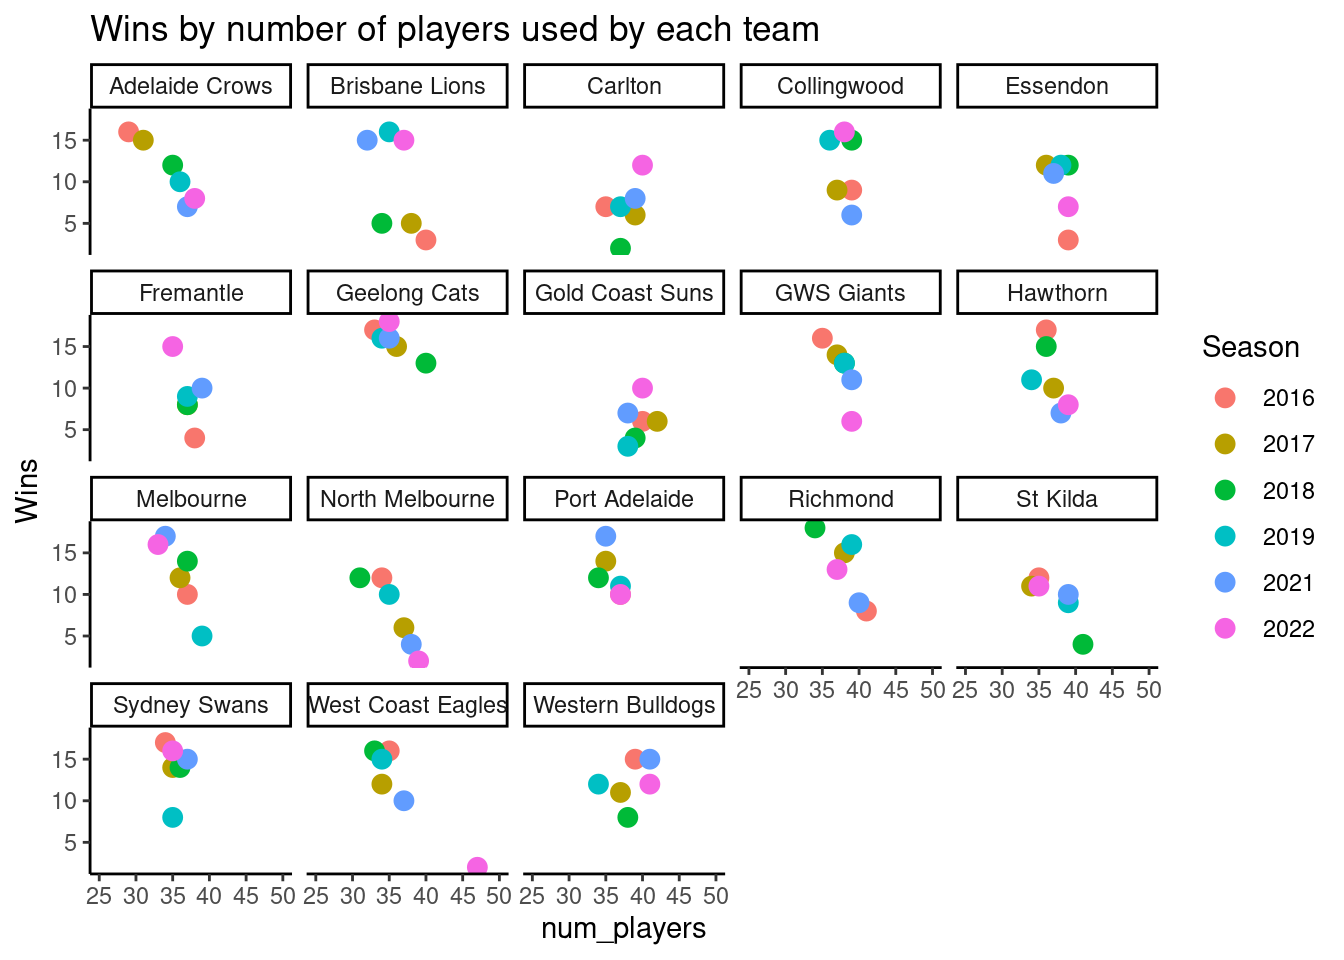 Wins by number of players used by each team
Adelaide Crows Brisbane Lions Carlton Collingwood Essendon
15
10
5
Fremantle Geelong Cats Gold Coast Suns GWS Giants Hawthorn
15
10
5
Melbourne North Melbourne Port Adelaide Richmond St Kilda
15
10
5
25 30 35 40 45 50 25 30 35 40 45 50
Sydney Swans West Coast Eagles Western Bulldogs
15
10
5
25 30 35 40 45 50 25 30 35 40 45 50 25 30 35 40 45 50
num_players
Wins
Season
2016
2017
2018
2019
2021
2022